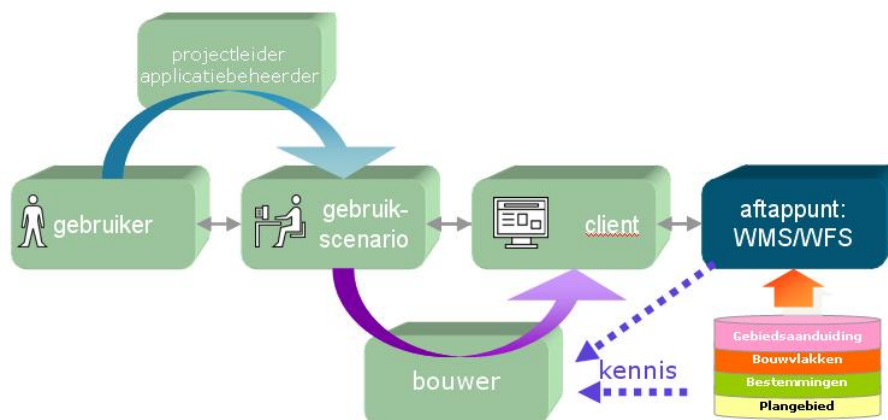 projectleider
applicatiebeheerder
gebruiker
gebruik-
scenario
client
aftappunt:
WMS/WFS
bouwer
kennis
Gebiedsaanduiding
Bouwvlakken
Bestemmingen
Plangebied